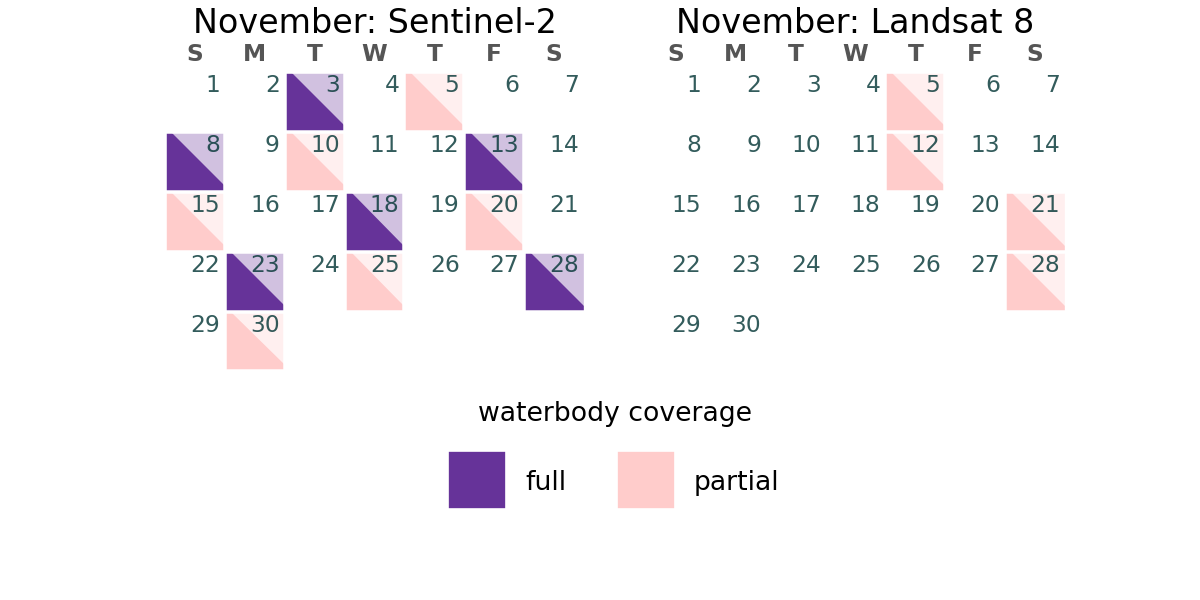 November: Sentinel-2
S M T W T F S
1 2 3 4 5 6 7
8 9 10 11 12 13 14
15 16 17 18 19 20 21
22 23 24 25 26 27 28
29 30
November: Landsat 8
S M T W T F S
1 2 3 4 5 6 7
8 9 10 11 12 13 14
15 16 17 18 19 20 21
22 23 24 25 26 27 28
29 30
waterbody coverage
full partial